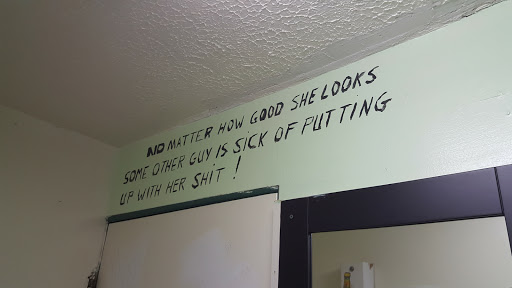 NO MATTER HOW GOOD SHE LOOKS
SOME OTHER GUY IS SICK OF PUTTING
UP WITH HER SHIT !